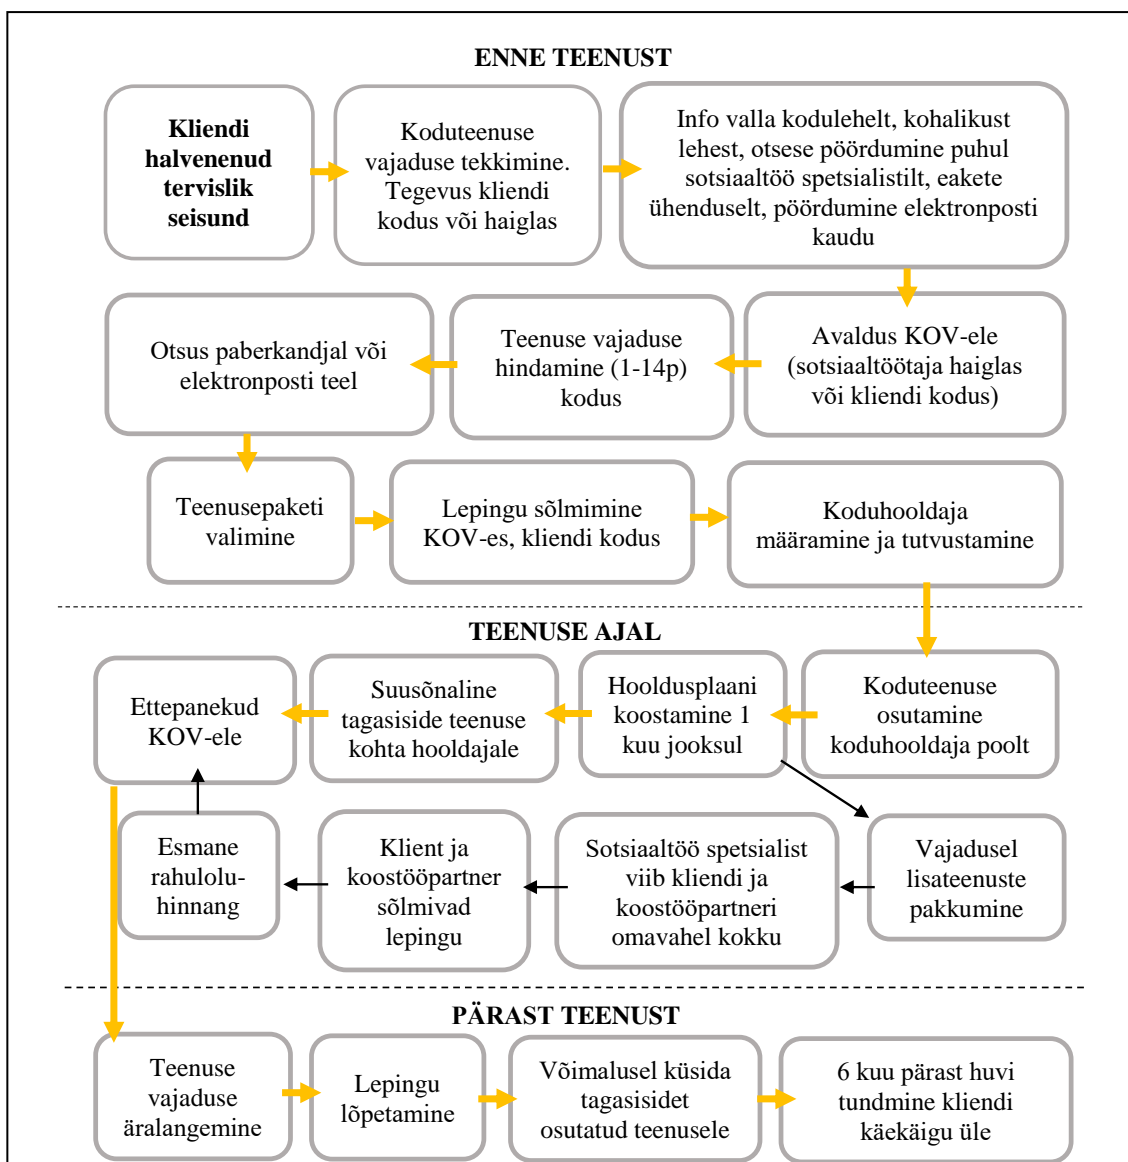 ENNE TEENUST
Kliendi
halvenenud
tervislik
seisund
Koduteenuse
vajaduse tekkimine.
Tegevus kliendi
kodus või haiglas
Info valla kodulehelt, kohalikust
lehest, otsese pöördumine puhul
sotsiaaltöö spetsialistilt, eakete
ühenduselt, pöördumine elektronposti
kaudu
Otsus paberkandjal või
elektronposti teel
Teenuse vajaduse
hindamine (1-14p)
kodus
Avaldus KOV-ele
(sotsiaaltöötaja haiglas
või kliendi kodus)
Teenusepaketi
valimine
Lepingu sõlmimine
KOV-es, kliendi kodus
Koduhooldaja
määramine ja tutvustamine
TEENUSE AJAL
Ettepanekud
KOV-ele
Suusõnaline
tagasiside teenuse
kohta hooldajale
Hooldusplaani
koostamine 1
kuu jooksul
Koduteenuse
osutamine
koduhooldaja poolt
Esmane
rahulolu-
hinnang
Klient ja
koostööpartner
sõlmivad
lepingu
Sotsiaaltöö spetsialist
viib kliendi ja
koostööpartneri
omavahel kokku
Vajadusel
lisateenuste
pakkumine
PÄRAST TEENUST
Teenuse
vajaduse
äralangemine
Lepingu
lõpetamine
Võimalusel küsida
tagasisidet
osutatud teenusele
6 kuu pärast huvi
tundmine kliendi
käekäigu üle